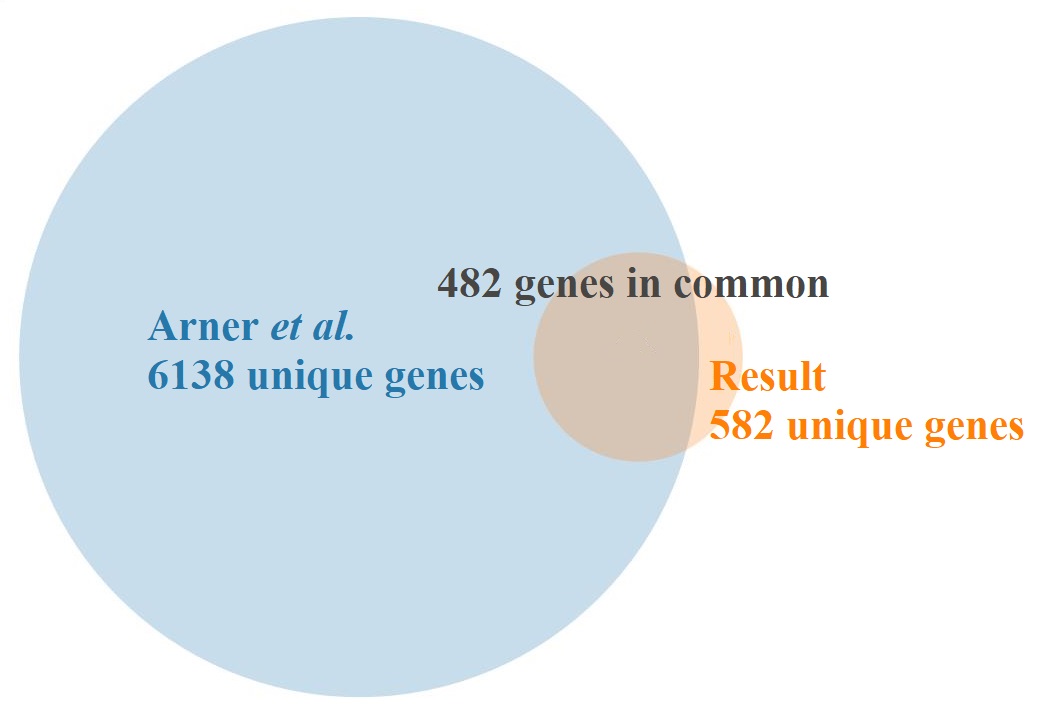 482 genes in common
Arner et al.
6138 unique genes
Result
582 unique genes